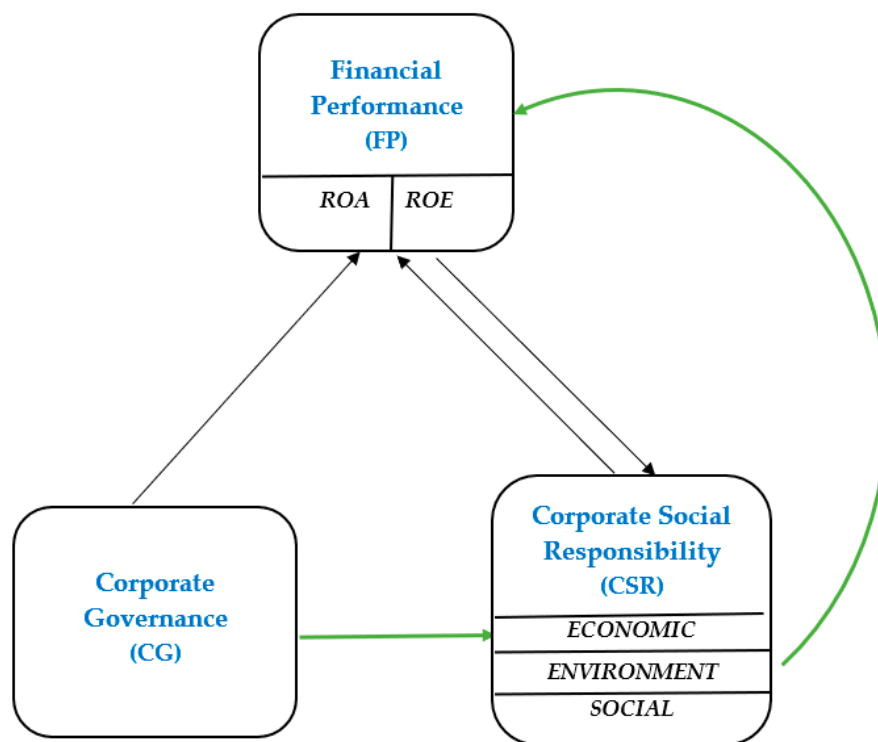 Financial
Performance
(FP)
ROA ROE
Corporate Social
Responsibility
(CSR)
ECONOMIC
ENVIRONMENT
SOCIAL
Corporate
Governance
(CG)